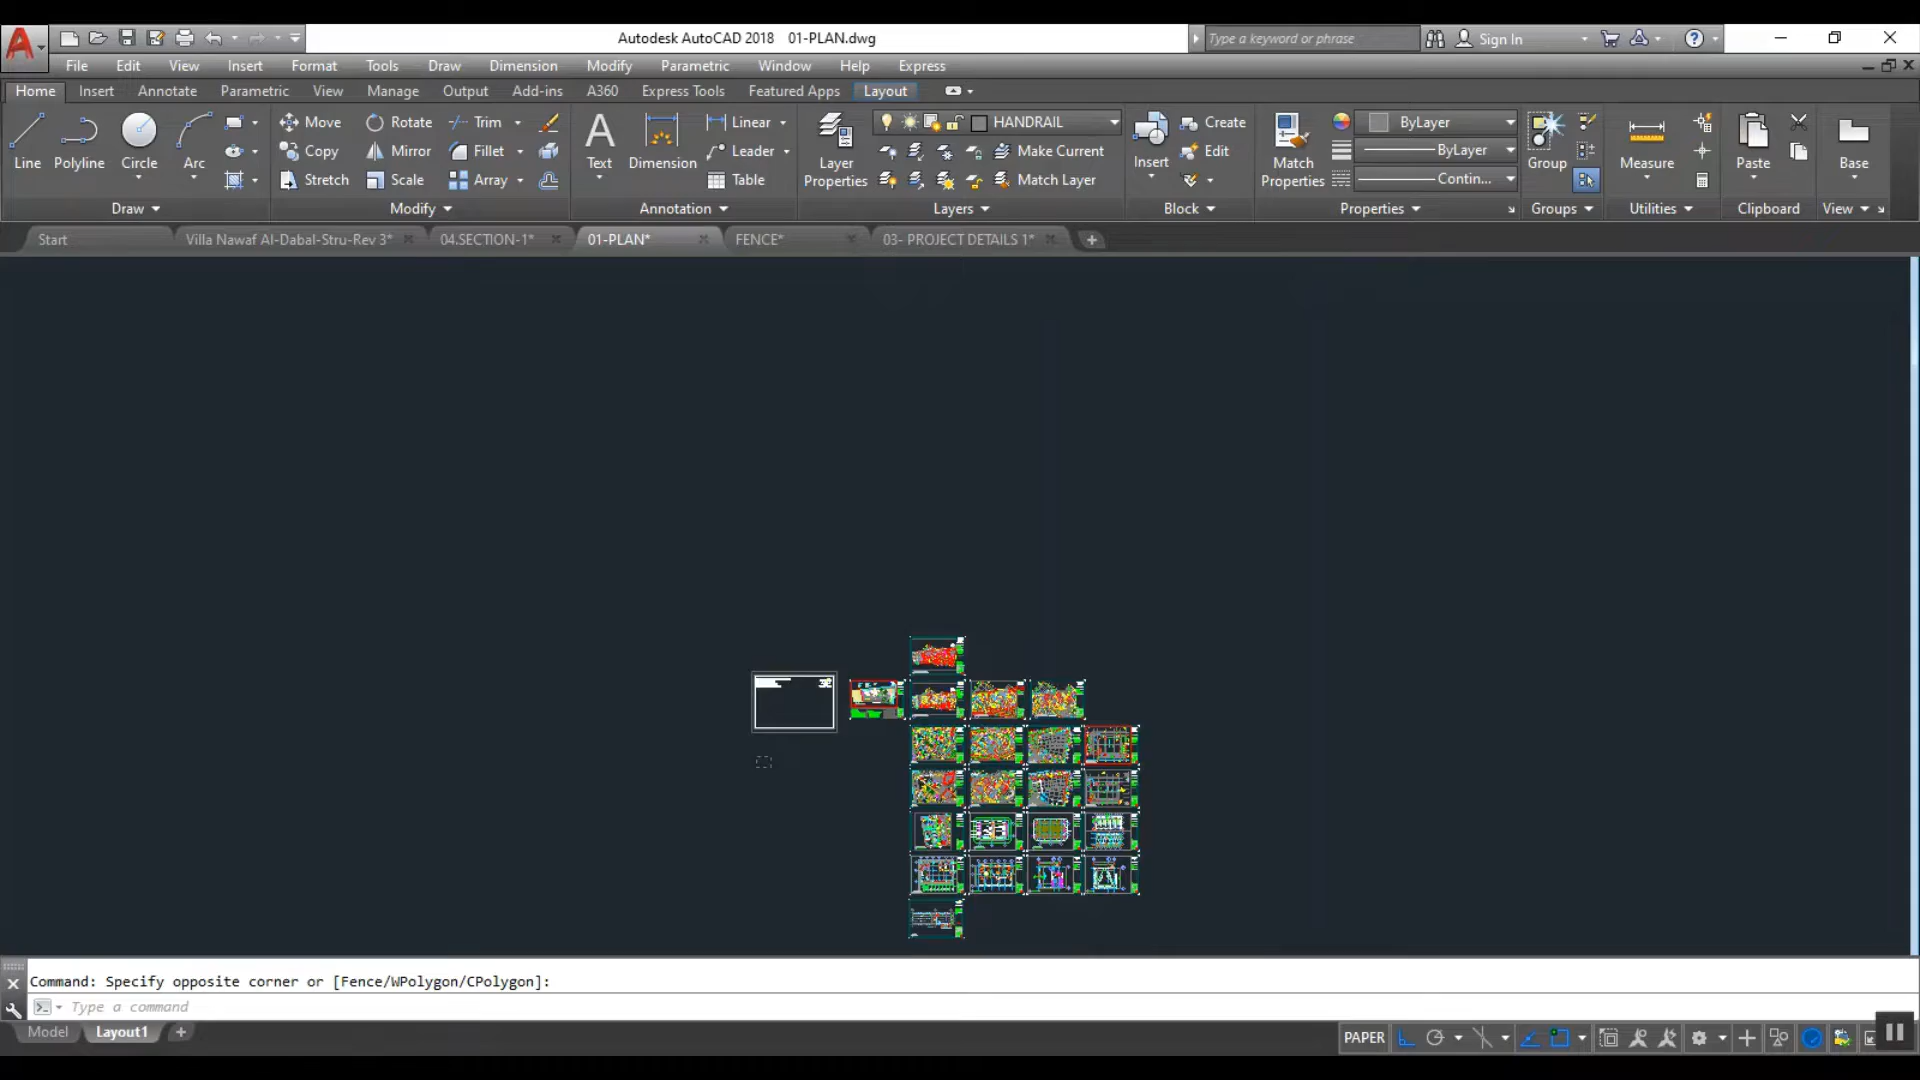 Autodesk AutoCAD 2018 01-PLAN.dwg
Type a keyword or phrase
Sign In
File Edit View Insert Format Tools Draw Dimension Modify Parametric Window Help Express
Home Insert Annotate Parametric View Manage Output Add-ins A360 Express Tools Featured Apps Layout
Line Polyline Circle Arc
Move Rotate Trim
Copy Mirror Fillet
Stretch Scale Array
Text Dimension
Linear
Leader
Table
Layer Properties
HANDRAIL
Make Current
Match Layer
Insert
Create
Edit
Match Properties
ByLayer
ByLayer
Contin...
Group Measure Paste Base
Draw Modify Annotation Layers Block Properties Groups Utilities Clipboard View
Start Villa Nawaf Al-Dabal-Stru-Rev 3* 04.SECTION-1* 01-PLAN* FENCE* 03- PROJECT DETAILS 1*
Command: Specify opposite corner or [Fence/WPolygon/CPolygon]:
Type a command
Model Layout1
PAPER